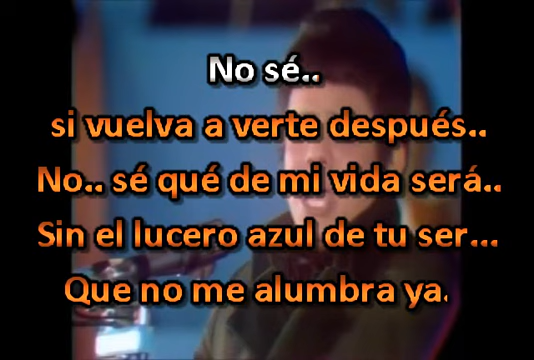 No sé..
si vuelva a verte después..
No.. sé qué de mi vida será..
Sin el lucero azul de tu ser...
Que no me alumbra ya.